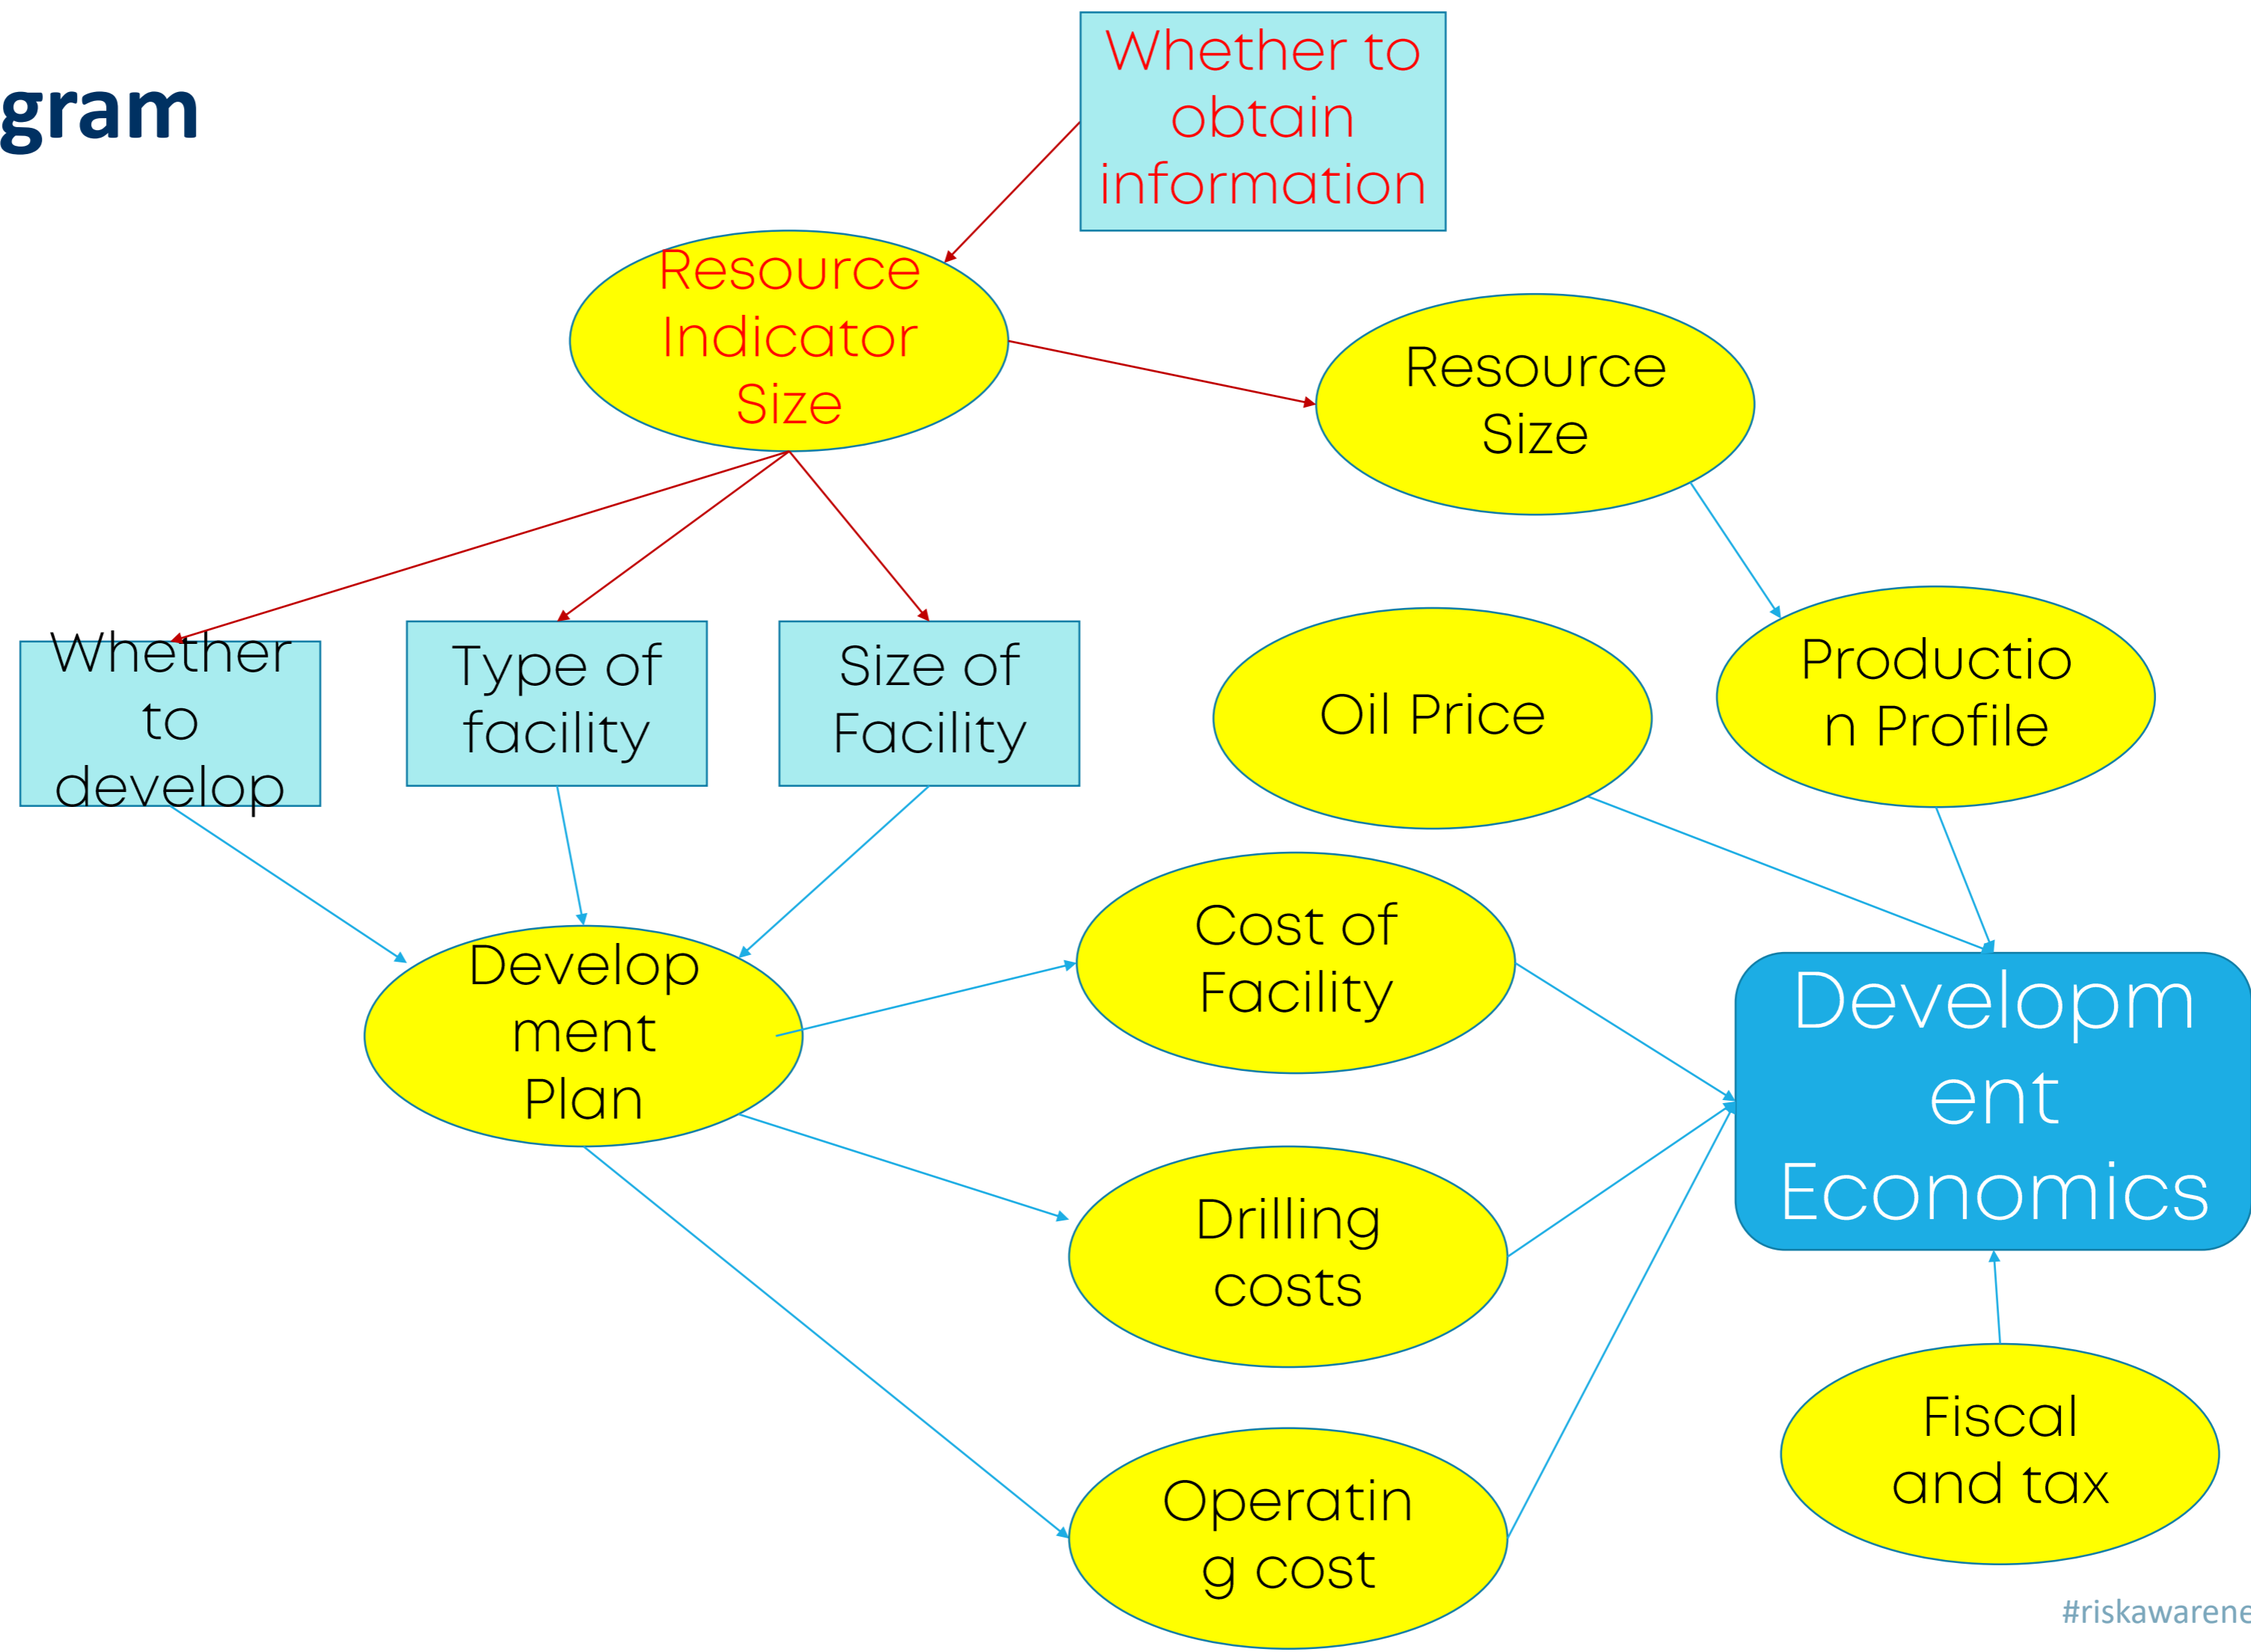 gram
Whether to
obtain
information
Resource
Indicator
Size
Resource
Size
Whether
to
develop
Type of
facility
Size of
Facility
Oil Price
Productio
n Profile
Develop
ment
Plan
Cost of
Facility
Developm
ent
Economics
Drilling
costs
Operatin
g cost
Fiscal
and tax
#riskawarene